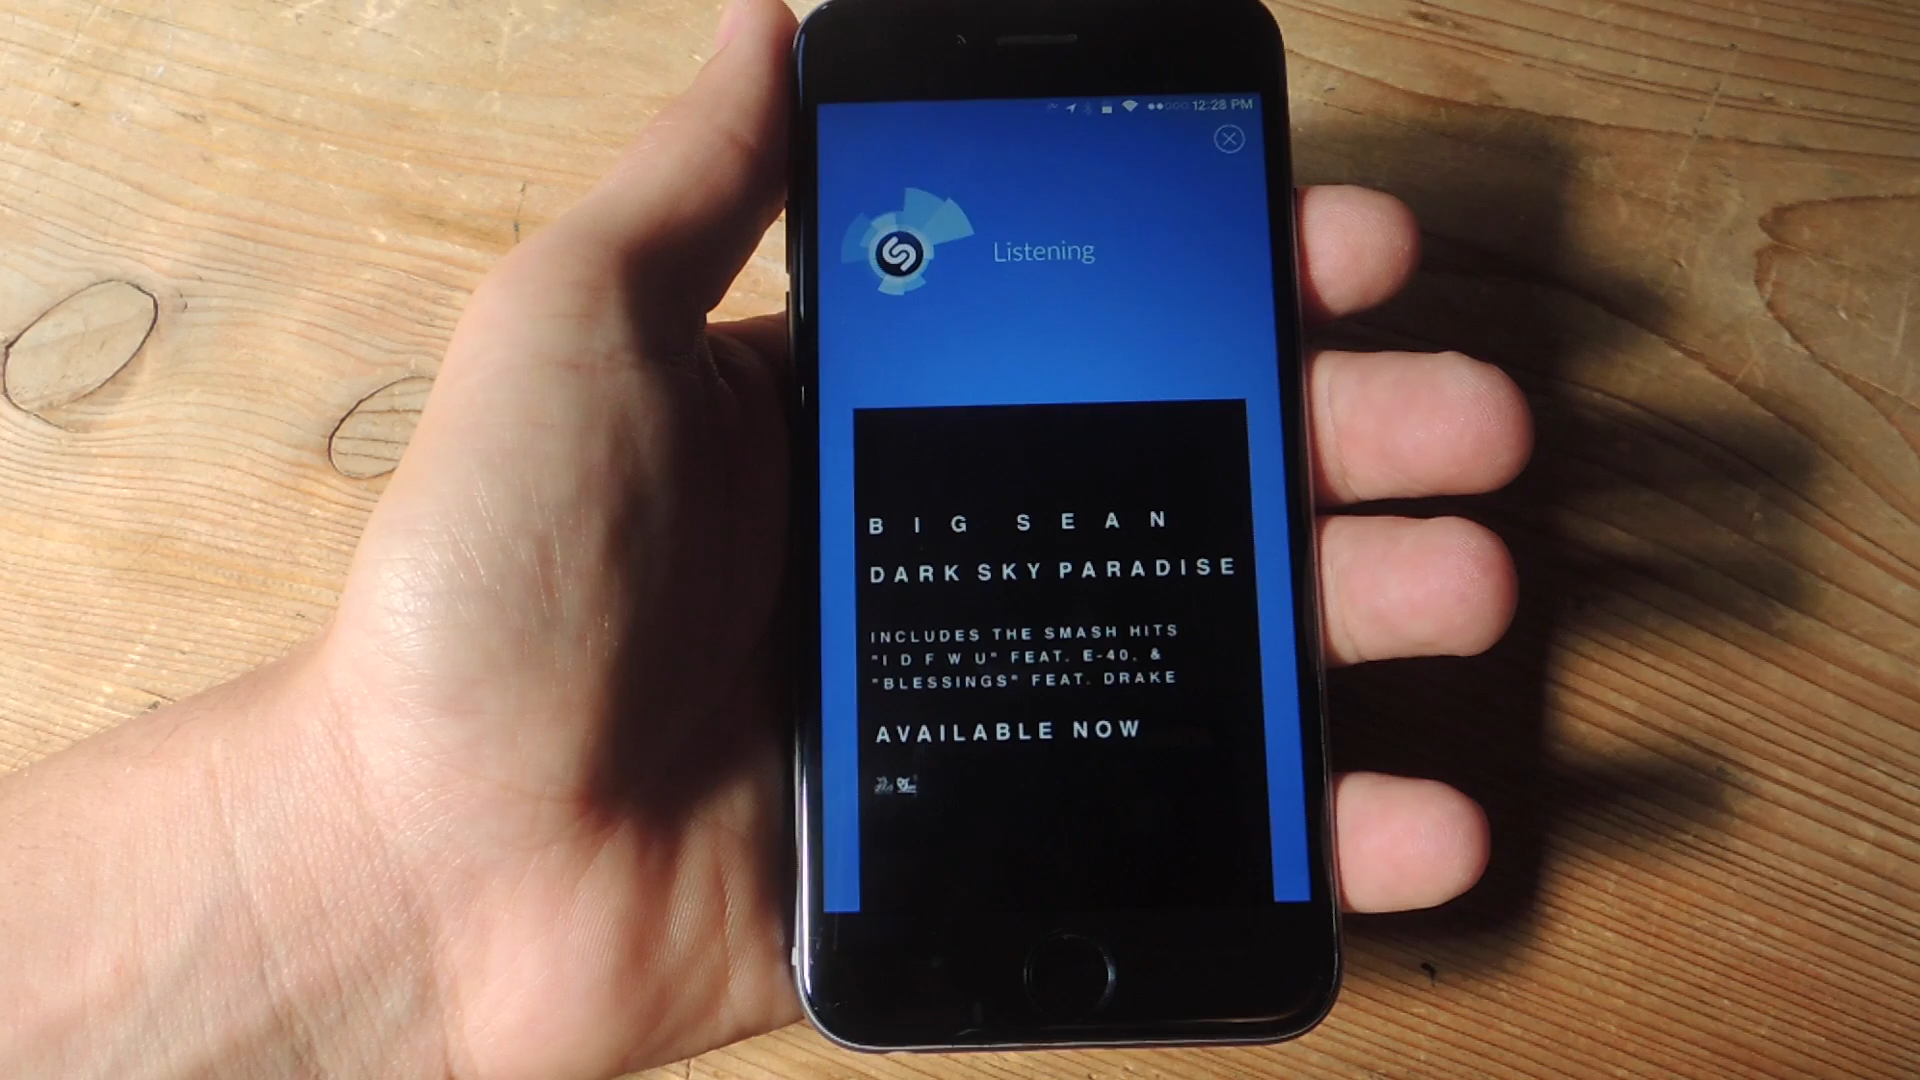 12:28 PM
Listening
BIG SEAN
DARK SKY PARADISE
INCLUDES THE SMASH HITS
"I D F W U" FEAT. E-40, &
"BLESSINGS" FEAT. DRAKE
AVAILABLE NOW